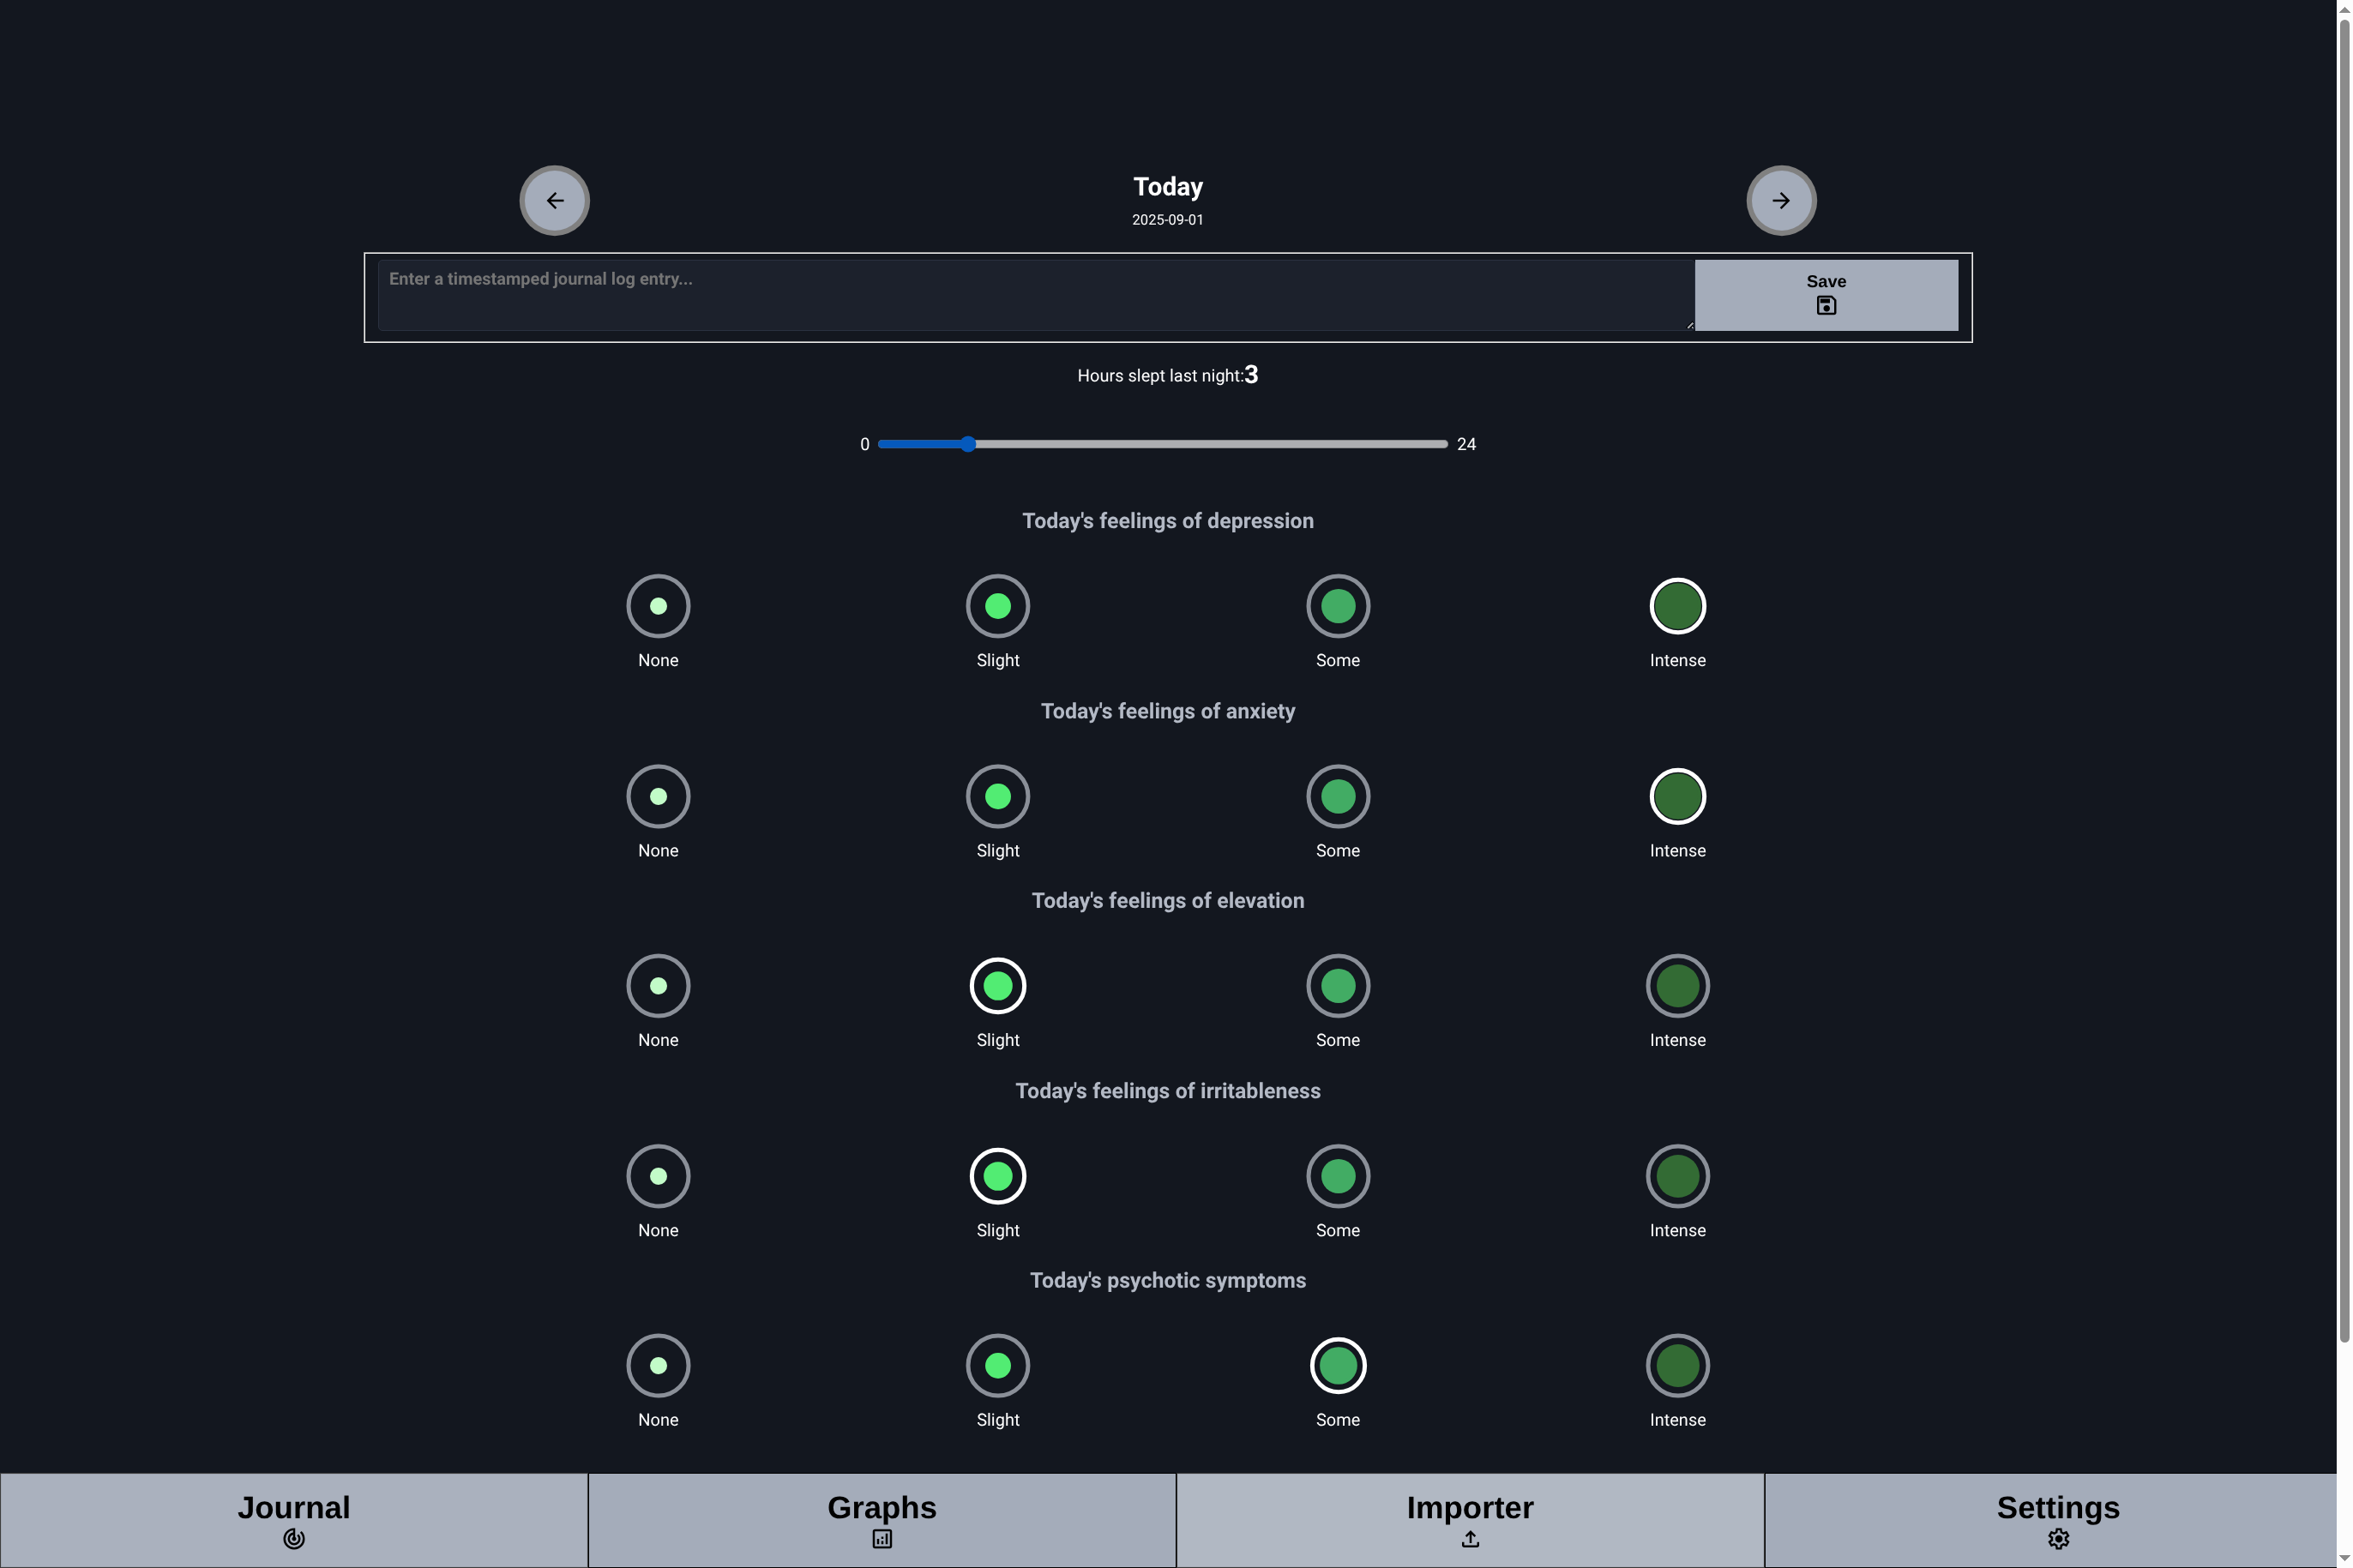 Today
2025-09-01
Enter a timestamped journal log entry...
Save
Hours slept last night:3
0 24
Today's feelings of depression
None Slight Some Intense
Today's feelings of anxiety
None Slight Some Intense
Today's feelings of elevation
None Slight Some Intense
Today's feelings of irritableness
None Slight Some Intense
Today's psychotic symptoms
None Slight Some Intense
Journal Graphs Importer Settings